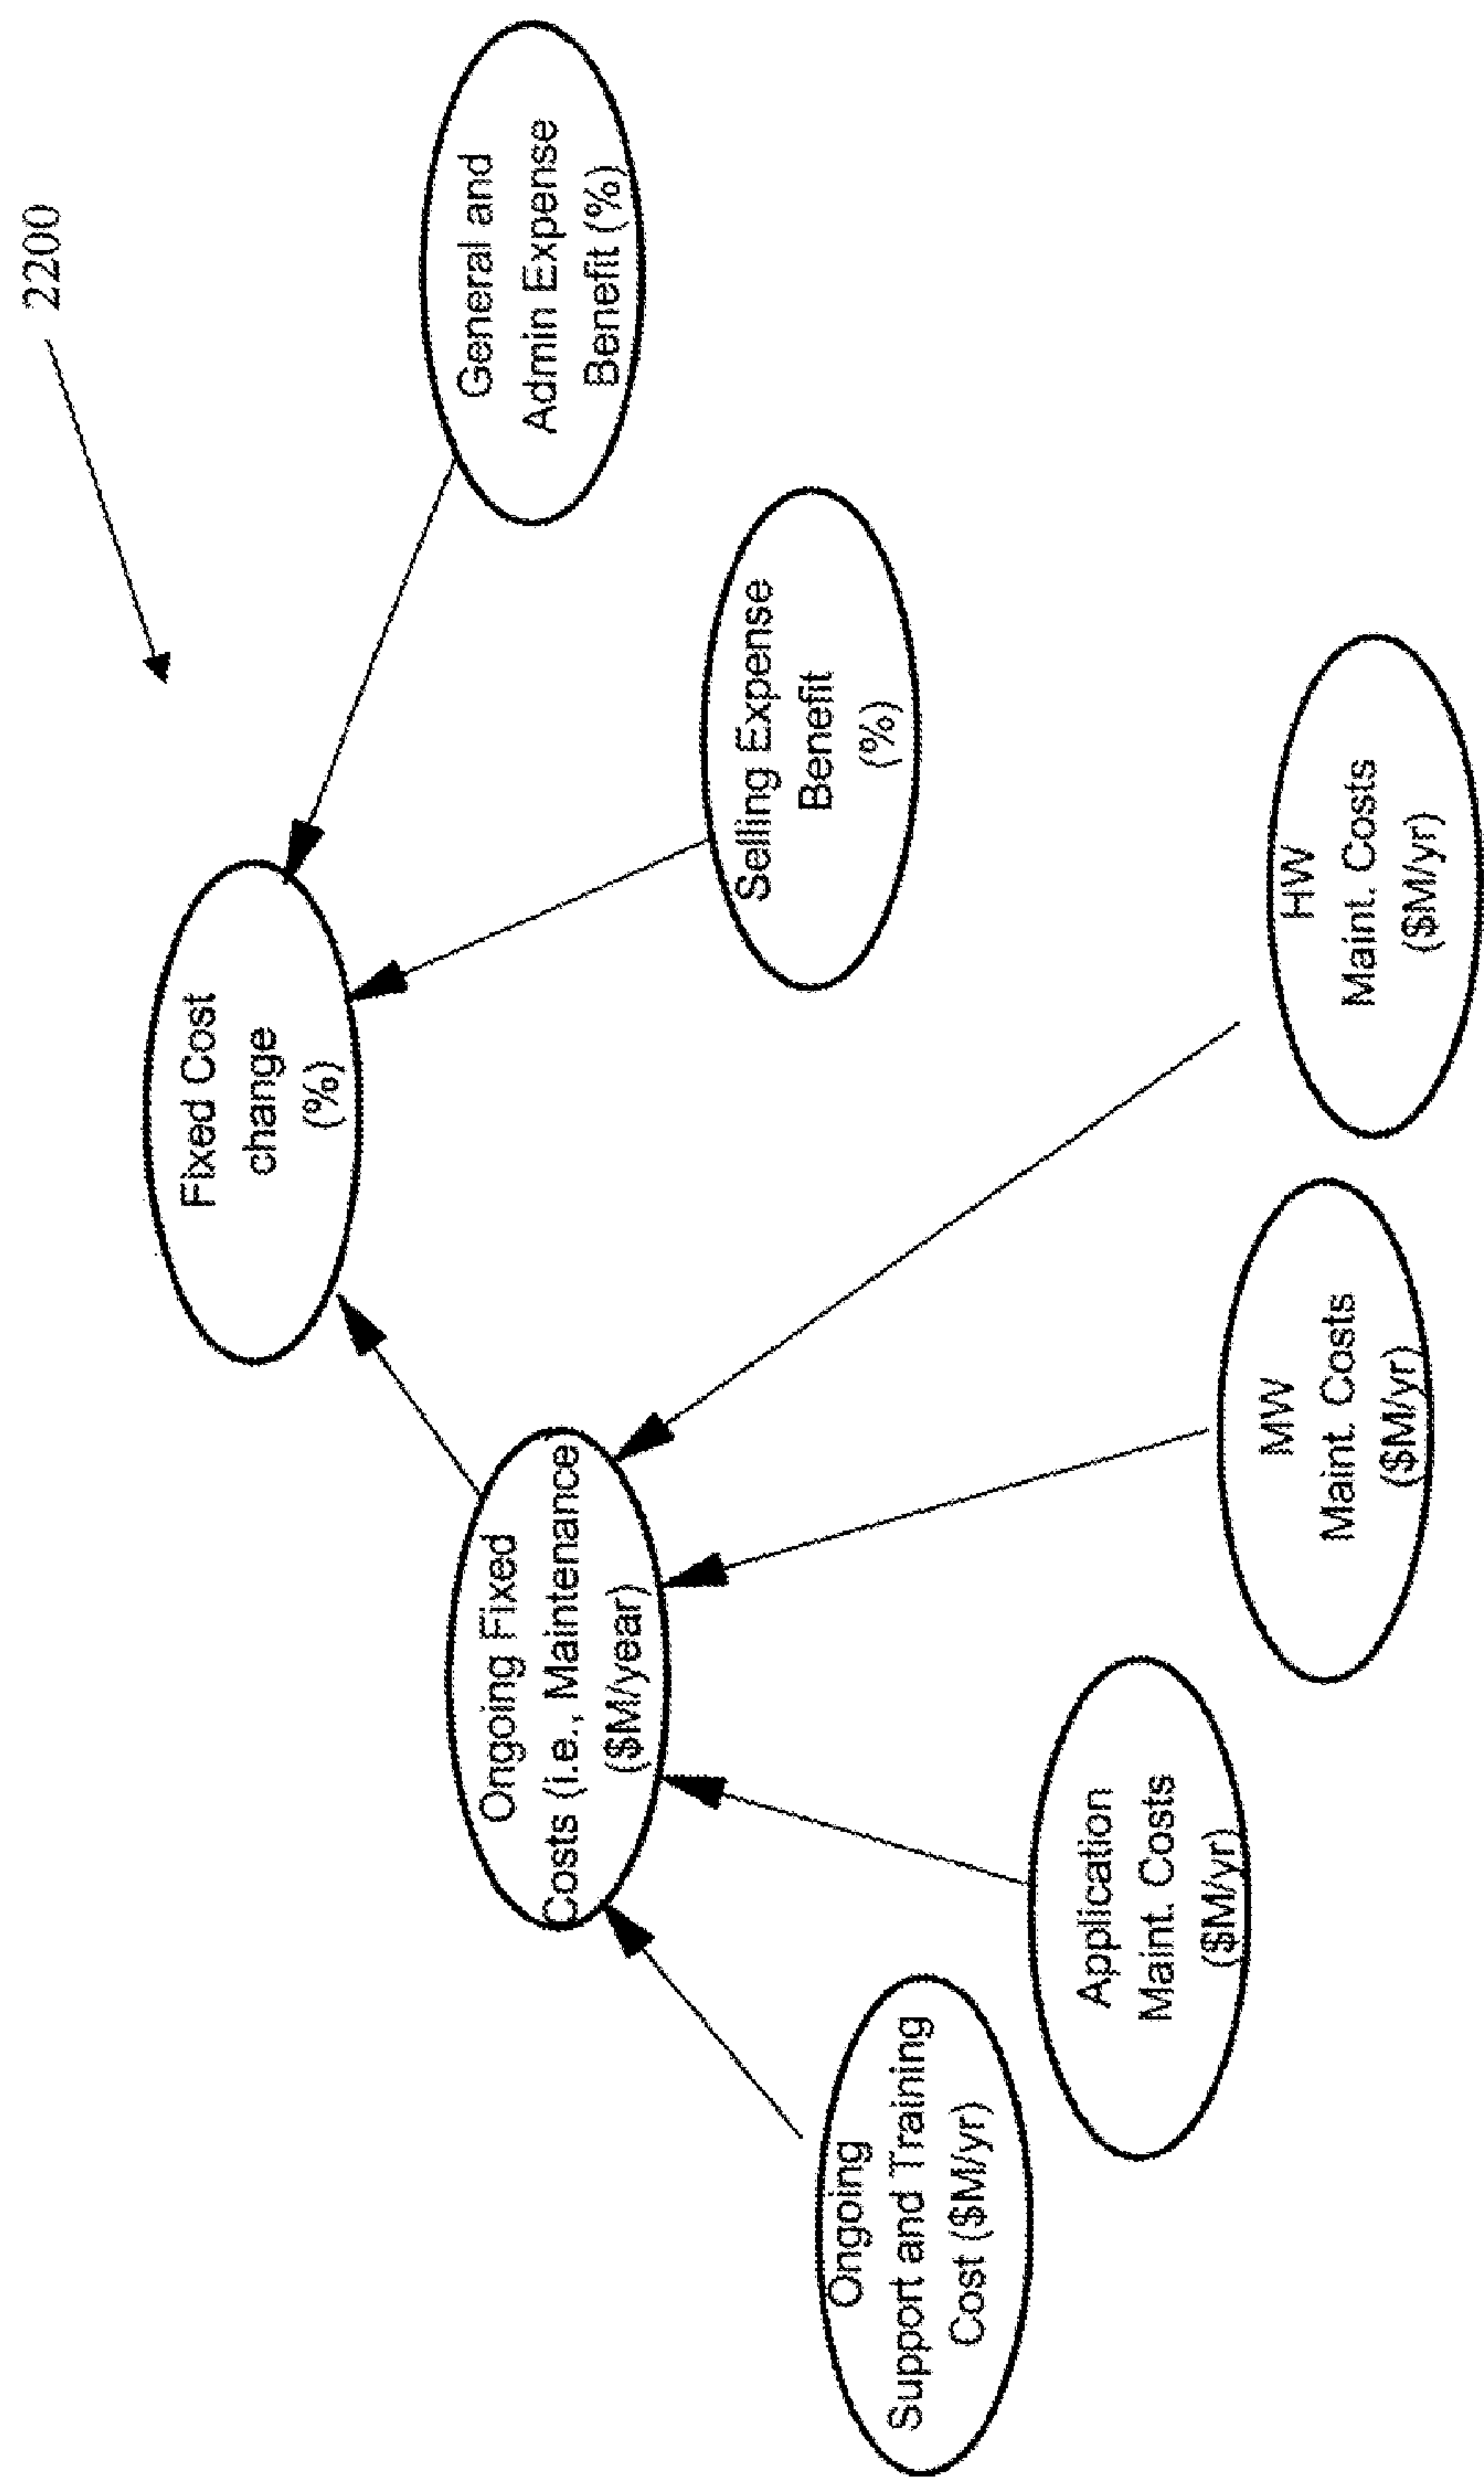 2200
Fixed Cost
change
(%)
General and
Admin Expense
Benefit (%)
Selling Expense
Benefit
(%)
Ongoing Fixed
Costs (i.e., Maintenance
($M/year)
Ongoing
Support and Training
Cost ($M/yr)
Application
Maint. Costs
($M/yr)
MW
Maint. Costs
($M/yr)
HW
Maint. Costs
($M/yr)